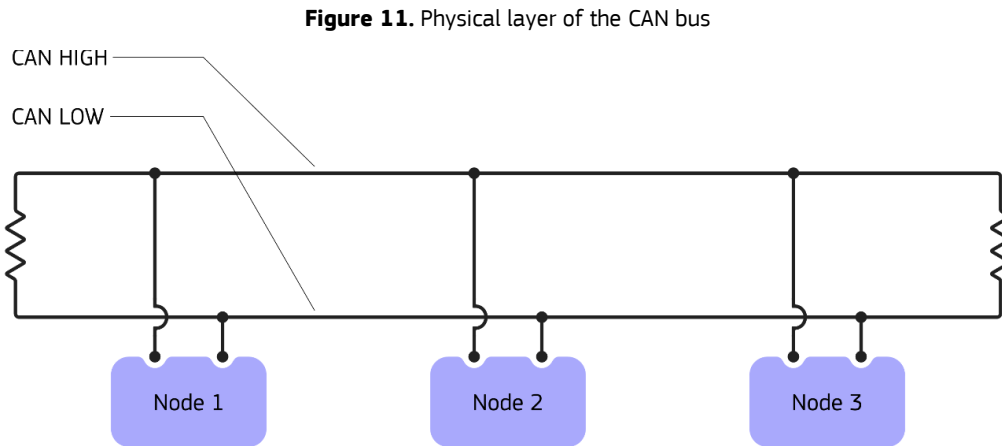 Figure 11. Physical layer of the CAN bus
CAN HIGH
CAN LOW
Node 1
Node 2
Node 3